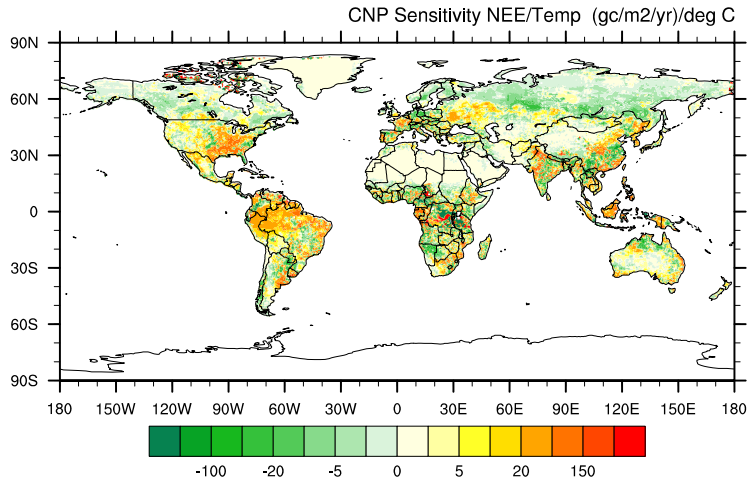 CNP Sensitivity NEE/Temp (gc/m2/yr)/deg C
90N
60N
30N
0
30S
60S
90S
180 150W 120W 90W 60W 30W 0 30E 60E 90E 120E 150E 180
-100 -20 -5 0 5 20 150